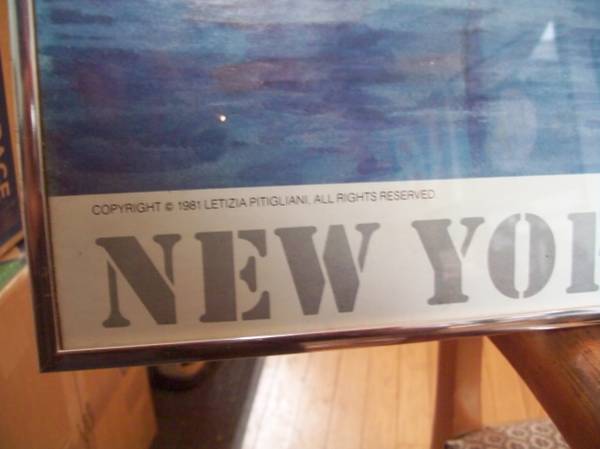 COPYRIGHT © 1981 LETIZIA PITIGLIANI. ALL RIGHTS RESERVED.
NEW YO